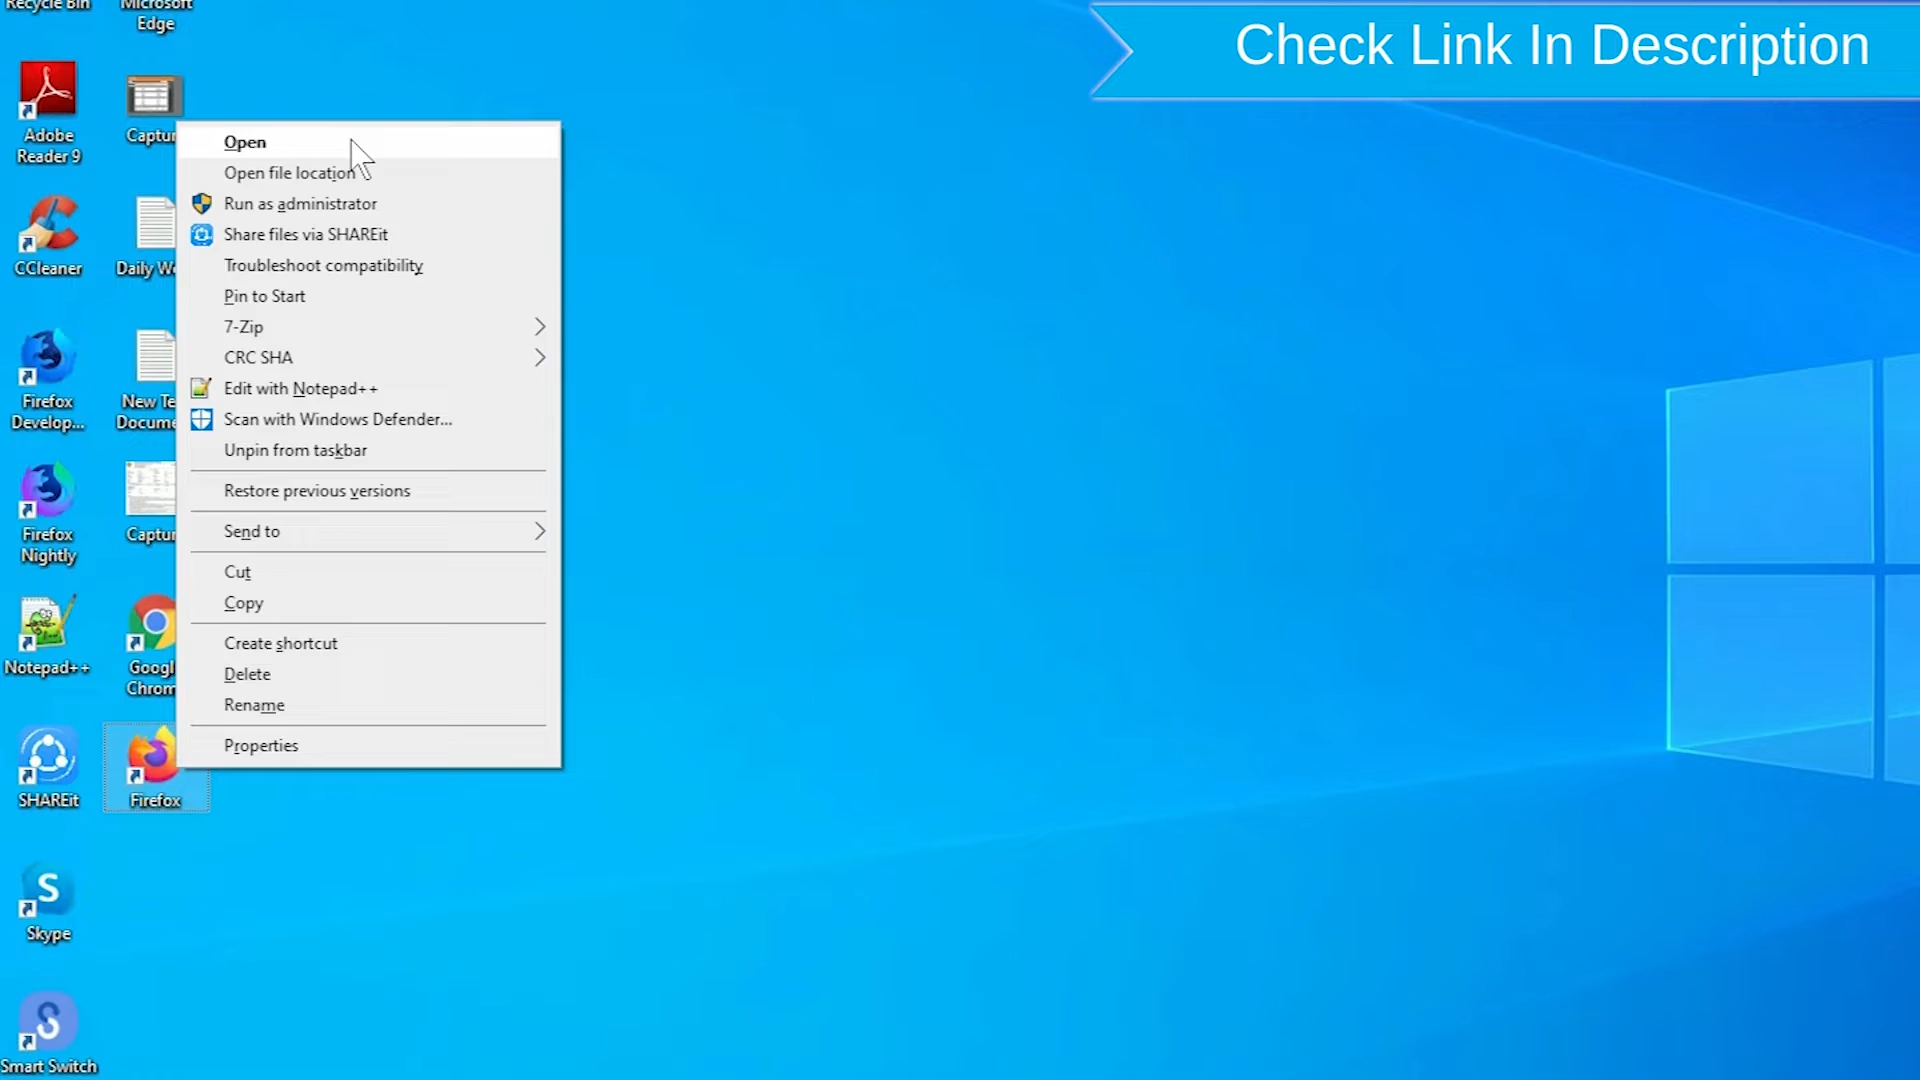 Recycle Bin
Microsoft
Edge
Check Link In Description
Adobe
Reader 9
Captur
CCleaner
Daily Wo
Firefox
Develop...
New Te
Docume
Firefox
Nightly
Captur
Notepad++
Googl
Chrom
SHAREit
Firefox
Skype
Smart Switch
Open
Open file location
Run as administrator
Share files via SHAREit
Troubleshoot compatibility
Pin to Start
7-Zip
CRC SHA
Edit with Notepad++
Scan with Windows Defender...
Unpin from taskbar
Restore previous versions
Send to
Cut
Copy
Create shortcut
Delete
Rename
Properties